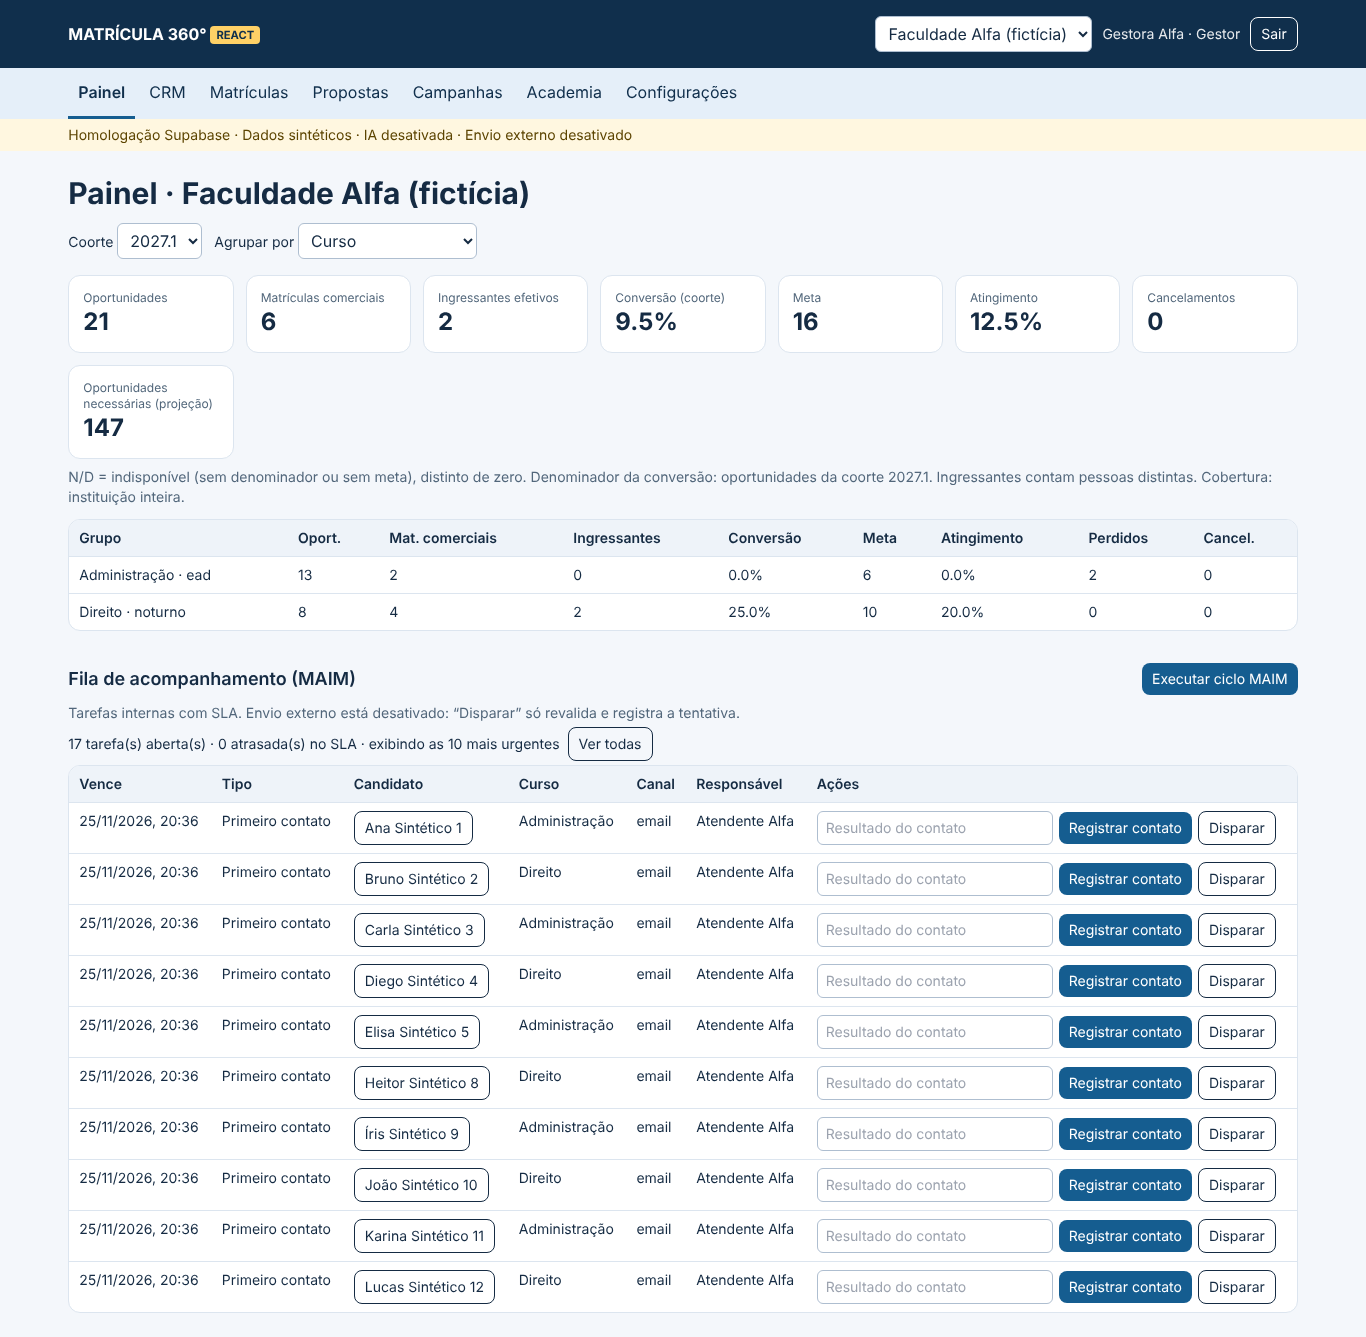 MATRÍCULA 360° REACT
Faculdade Alfa (fictícia)
Gestora Alfa · Gestor
Sair
Painel CRM Matrículas Propostas Campanhas Academia Configurações
Homologação Supabase · Dados sintéticos · IA desativada · Envio externo desativado
Painel · Faculdade Alfa (fictícia)
Coorte 2027.1 Agrupar por Curso
Oportunidades
21
Matrículas comerciais
6
Ingressantes efetivos
2
Conversão (coorte)
9.5%
Meta
16
Atingimento
12.5%
Cancelamentos
0
Oportunidades
necessárias (projeção)
147
N/D = indisponível (sem denominador ou sem meta), distinto de zero. Denominador da conversão: oportunidades da coorte 2027.1. Ingressantes contam pessoas distintas. Cobertura:
instituição inteira.
Grupo Oport. Mat. comerciais Ingressantes Conversão Meta Atingimento Perdidos Cancel.
Administração · ead 13 2 0 0.0% 6 0.0% 2 0
Direito · noturno 8 4 2 25.0% 10 20.0% 0 0
Fila de acompanhamento (MAIM)
Executar ciclo MAIM
Tarefas internas com SLA. Envio externo está desativado: “Disparar” só revalida e registra a tentativa.
17 tarefa(s) aberta(s) · 0 atrasada(s) no SLA · exibindo as 10 mais urgentes Ver todas
Vence Tipo Candidato Curso Canal Responsável Ações
25/11/2026, 20:36 Primeiro contato Ana Sintético 1 Administração email Atendente Alfa Resultado do contato Registrar contato Disparar
25/11/2026, 20:36 Primeiro contato Bruno Sintético 2 Direito email Atendente Alfa Resultado do contato Registrar contato Disparar
25/11/2026, 20:36 Primeiro contato Carla Sintético 3 Administração email Atendente Alfa Resultado do contato Registrar contato Disparar
25/11/2026, 20:36 Primeiro contato Diego Sintético 4 Direito email Atendente Alfa Resultado do contato Registrar contato Disparar
25/11/2026, 20:36 Primeiro contato Elisa Sintético 5 Administração email Atendente Alfa Resultado do contato Registrar contato Disparar
25/11/2026, 20:36 Primeiro contato Heitor Sintético 8 Direito email Atendente Alfa Resultado do contato Registrar contato Disparar
25/11/2026, 20:36 Primeiro contato Íris Sintético 9 Administração email Atendente Alfa Resultado do contato Registrar contato Disparar
25/11/2026, 20:36 Primeiro contato João Sintético 10 Direito email Atendente Alfa Resultado do contato Registrar contato Disparar
25/11/2026, 20:36 Primeiro contato Karina Sintético 11 Administração email Atendente Alfa Resultado do contato Registrar contato Disparar
25/11/2026, 20:36 Primeiro contato Lucas Sintético 12 Direito email Atendente Alfa Resultado do contato Registrar contato Disparar